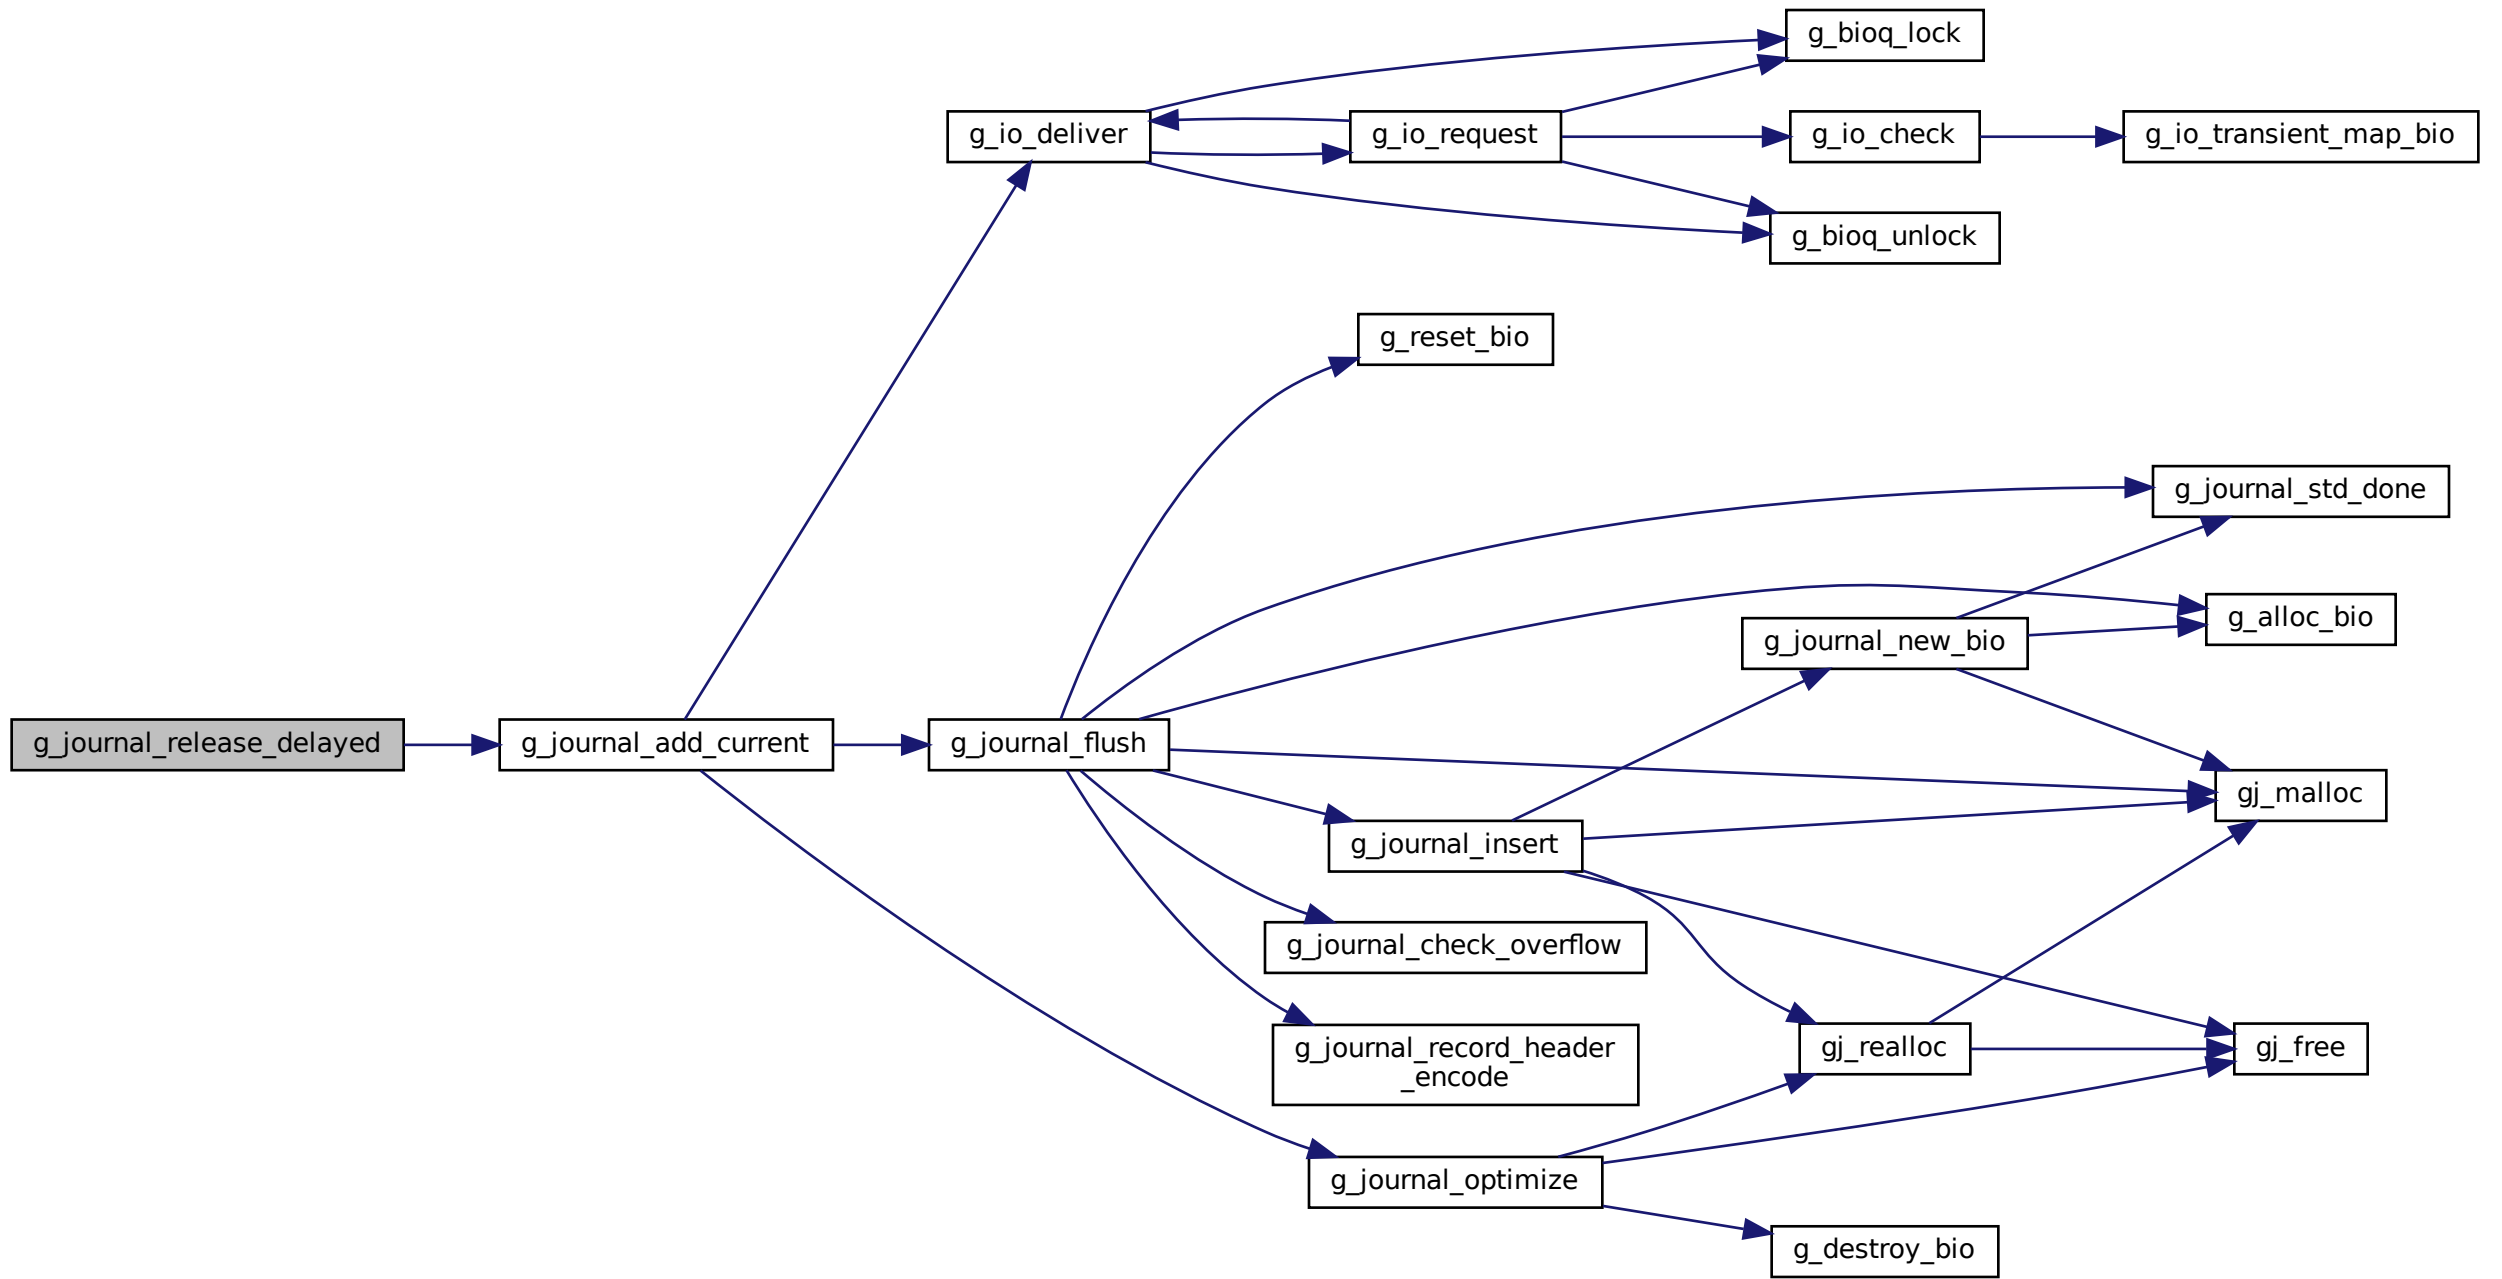 g_bioq_lock
g_io_deliver
g_io_request
g_io_check
g_io_transient_map_bio
g_bioq_unlock
g_reset_bio
g_journal_std_done
g_alloc_bio
g_journal_new_bio
g_journal_release_delayed
g_journal_add_current
g_journal_flush
gj_malloc
g_journal_insert
g_journal_check_overflow
g_journal_record_header
_encode
gj_realloc
gj_free
g_journal_optimize
g_destroy_bio